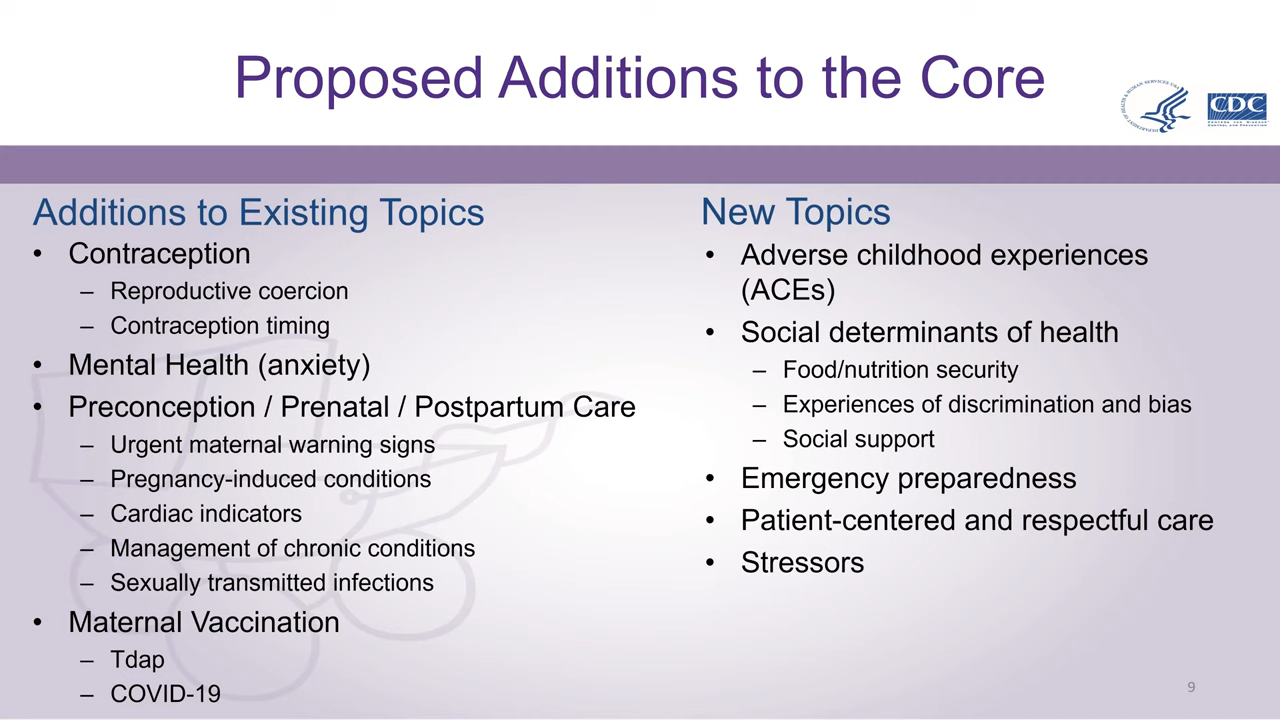 Proposed Additions to the Core
CDC
Additions to Existing Topics
• Contraception
– Reproductive coercion
– Contraception timing
• Mental Health (anxiety)
• Preconception / Prenatal / Postpartum Care
– Urgent maternal warning signs
– Pregnancy-induced conditions
– Cardiac indicators
– Management of chronic conditions
– Sexually transmitted infections
• Maternal Vaccination
– Tdap
– COVID-19
New Topics
• Adverse childhood experiences
(ACEs)
• Social determinants of health
– Food/nutrition security
– Experiences of discrimination and bias
– Social support
• Emergency preparedness
• Patient-centered and respectful care
• Stressors
9